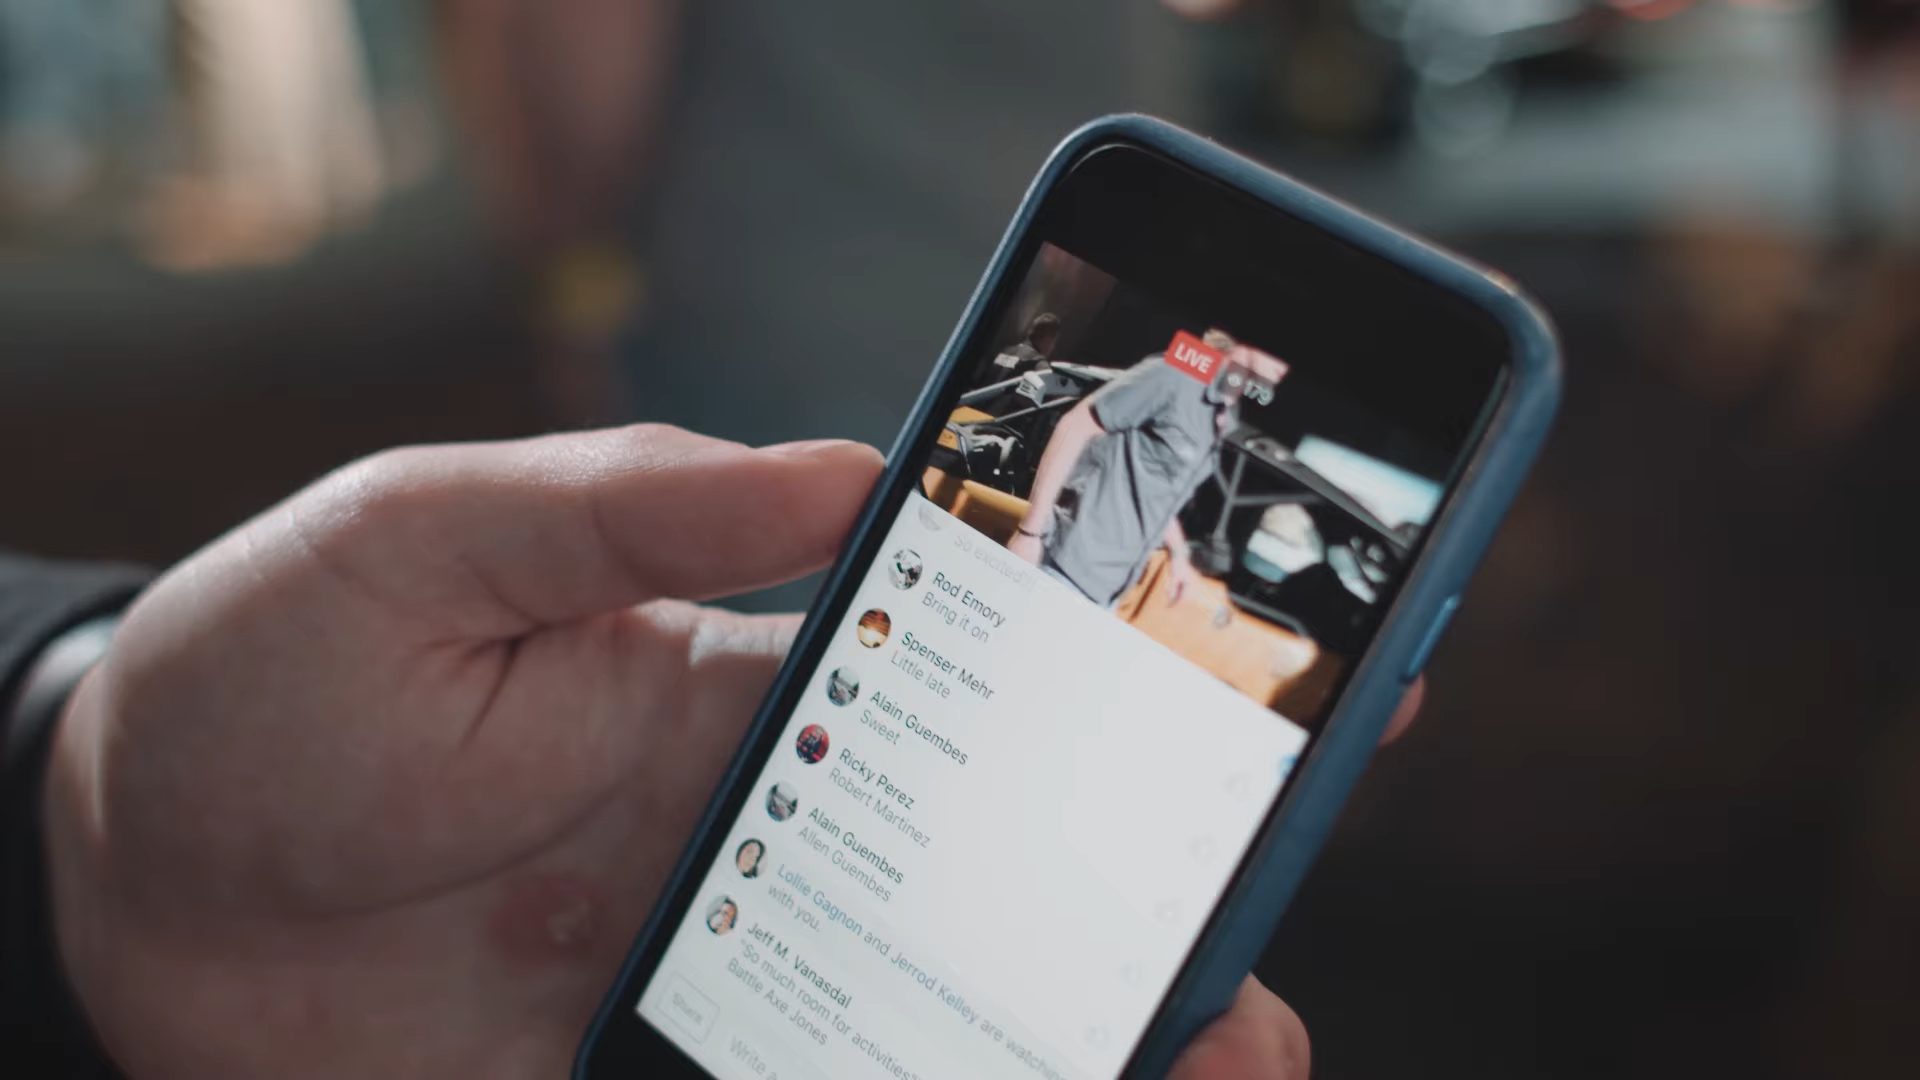 LIVE
179
So excited!!
Rod Emory
Bring it on
Spenser Mehr
Little late
Alain Guembes
Sweet
Ricky Perez
Robert Martinez
Alain Guembes
Allen Guembes
Lollie Gagnon and Jerrod Kelley are watching
with you.
Jeff M. Vanasdal
"So much room for activities"
Battle Axe Jones
Share
Write a